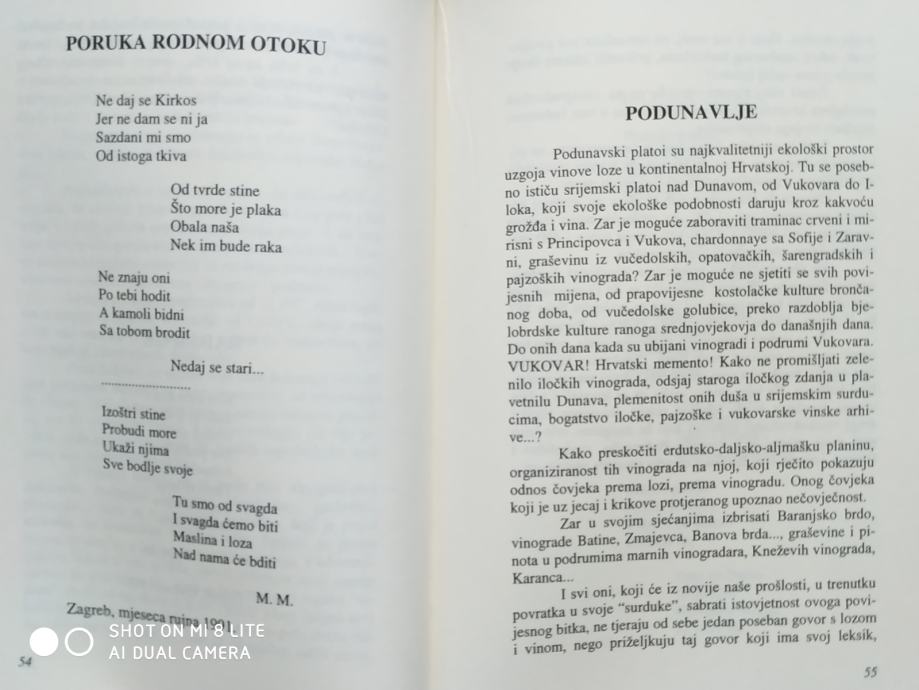 PORUKA RODNOM OTOKU
Ne daj se Kirkos
Jer ne dam se ni ja
Sazdani mi smo
Od istoga tkiva
Od tvrde stine
Što more je plaka
Obala naša
Nek im bude raka
Ne znaju oni
Po tebi hodit
A kamoli bidni
Sa tobom brodit
Nedaj se stari...
...........................
Izoštri stine
Probudi more
Ukaži njima
Sve bodlje svoje
Tu smo od svagda
I svagda ćemo biti
Maslina i loza
Nad nama će bditi
M. M.
Zagreb, mjeseca rujna 1991.
54
PODUNAVLJE
Podunavski platoi su najkvalitetniji ekološki prostor
uzgoja vinove loze u kontinentalnoj Hrvatskoj. Tu se poseb-
no ističu srijemski platoi nad Dunavom, od Vukovara do I-
loka, koji svoje ekološke podobnosti daruju kroz kakvoću
grožđa i vina. Zar je moguće zaboraviti traminac crveni i mi-
risni s Principovca i Vukova, chardonnaye sa Sofije i Zarav-
ni, graševinu iz vučedolskih, opatovačkih, šarengradskih i
pajzoških vinograda? Zar je moguće ne sjetiti se svih povi-
jesnih mijena, od prapovijesne kostolačke kulture bronča-
nog doba, od vučedolske golubice, preko razdoblja bje-
lobrdske kulture ranoga srednjovjekovja do današnjih dana.
Do onih dana kada su ubijani vinogradi i podrumi Vukovara.
VUKOVAR! Hrvatski memento! Kako ne promišljati zele-
nilo iločkih vinograda, odsjaj staroga iločkog zdanja u pla-
vetnilu Dunava, plemenitost onih duša u srijemskim surdu-
cima, bogatstvo iločke, pajzoške i vukovarske vinske arhi-
ve...?
Kako preskočiti erdutsko-daljsko-aljmašku planinu,
organiziranost tih vinograda na njoj, koji rječito pokazuju
odnos čovjeka prema lozi, prema vinogradu. Onog čovjeka
koji je uz jecaj i krikove protjeranog upoznao nečovječnost.
Zar u svojim sjećanjima izbrisati Baranjsko brdo,
vinograde Batine, Zmajevca, Banova brda..., graševine i pi-
nota u podrumima marnih vinogradara, Kneževih vinograda,
Karanca...
I svi oni, koji će iz novije naše prošlosti, u trenutku
povratka u svoje “surduke”, sabrati istovjetnost ovoga povi-
jesnog bitka, ne tjeraju od sebe jedan poseban govor s lozom
i vinom, nego priželjkuju taj govor koji ima svoj leksik,
55
SHOT ON MI 8 LITE
AI DUAL CAMERA